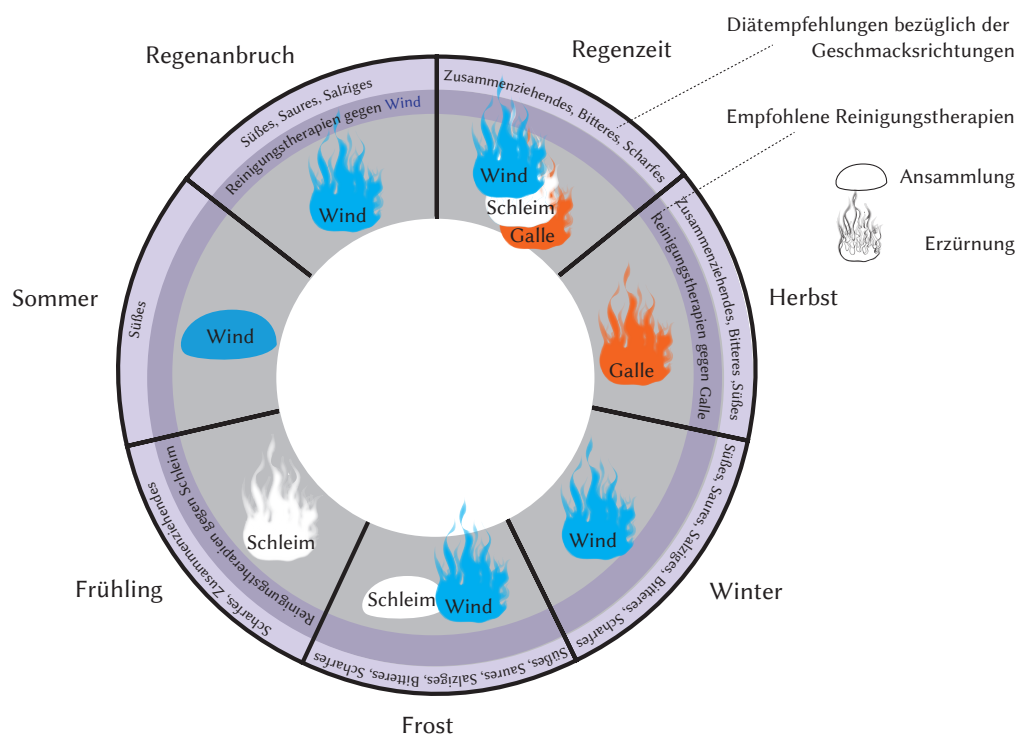 Diätempfehlungen bezüglich der
Geschmacksrichtungen
Regenanbruch
Regenzeit
Süßes, Saures, Salziges
Zusammenziehendes, Bitteres, Scharfes
Reinigungstherapien gegen Wind
Empfohlene Reinigungstherapien
Wind
Wind
Schleim
Galle
Ansammlung
Erzürnung
Zusammenziehendes, Bitteres ,Süßes
Reinigungstherapien gegen Galle
Sommer
Herbst
Süßes
Wind
Galle
Reinigungstherapien gegen Schleim
Scharfes, Zusammenziehendes
Schleim
Wind
Süßes, Saures, Salziges, Bitteres, Scharfes
Frühling
Winter
Schleim
Wind
Süßes, Saures, Salziges, Bitteres, Scharfes
Frost